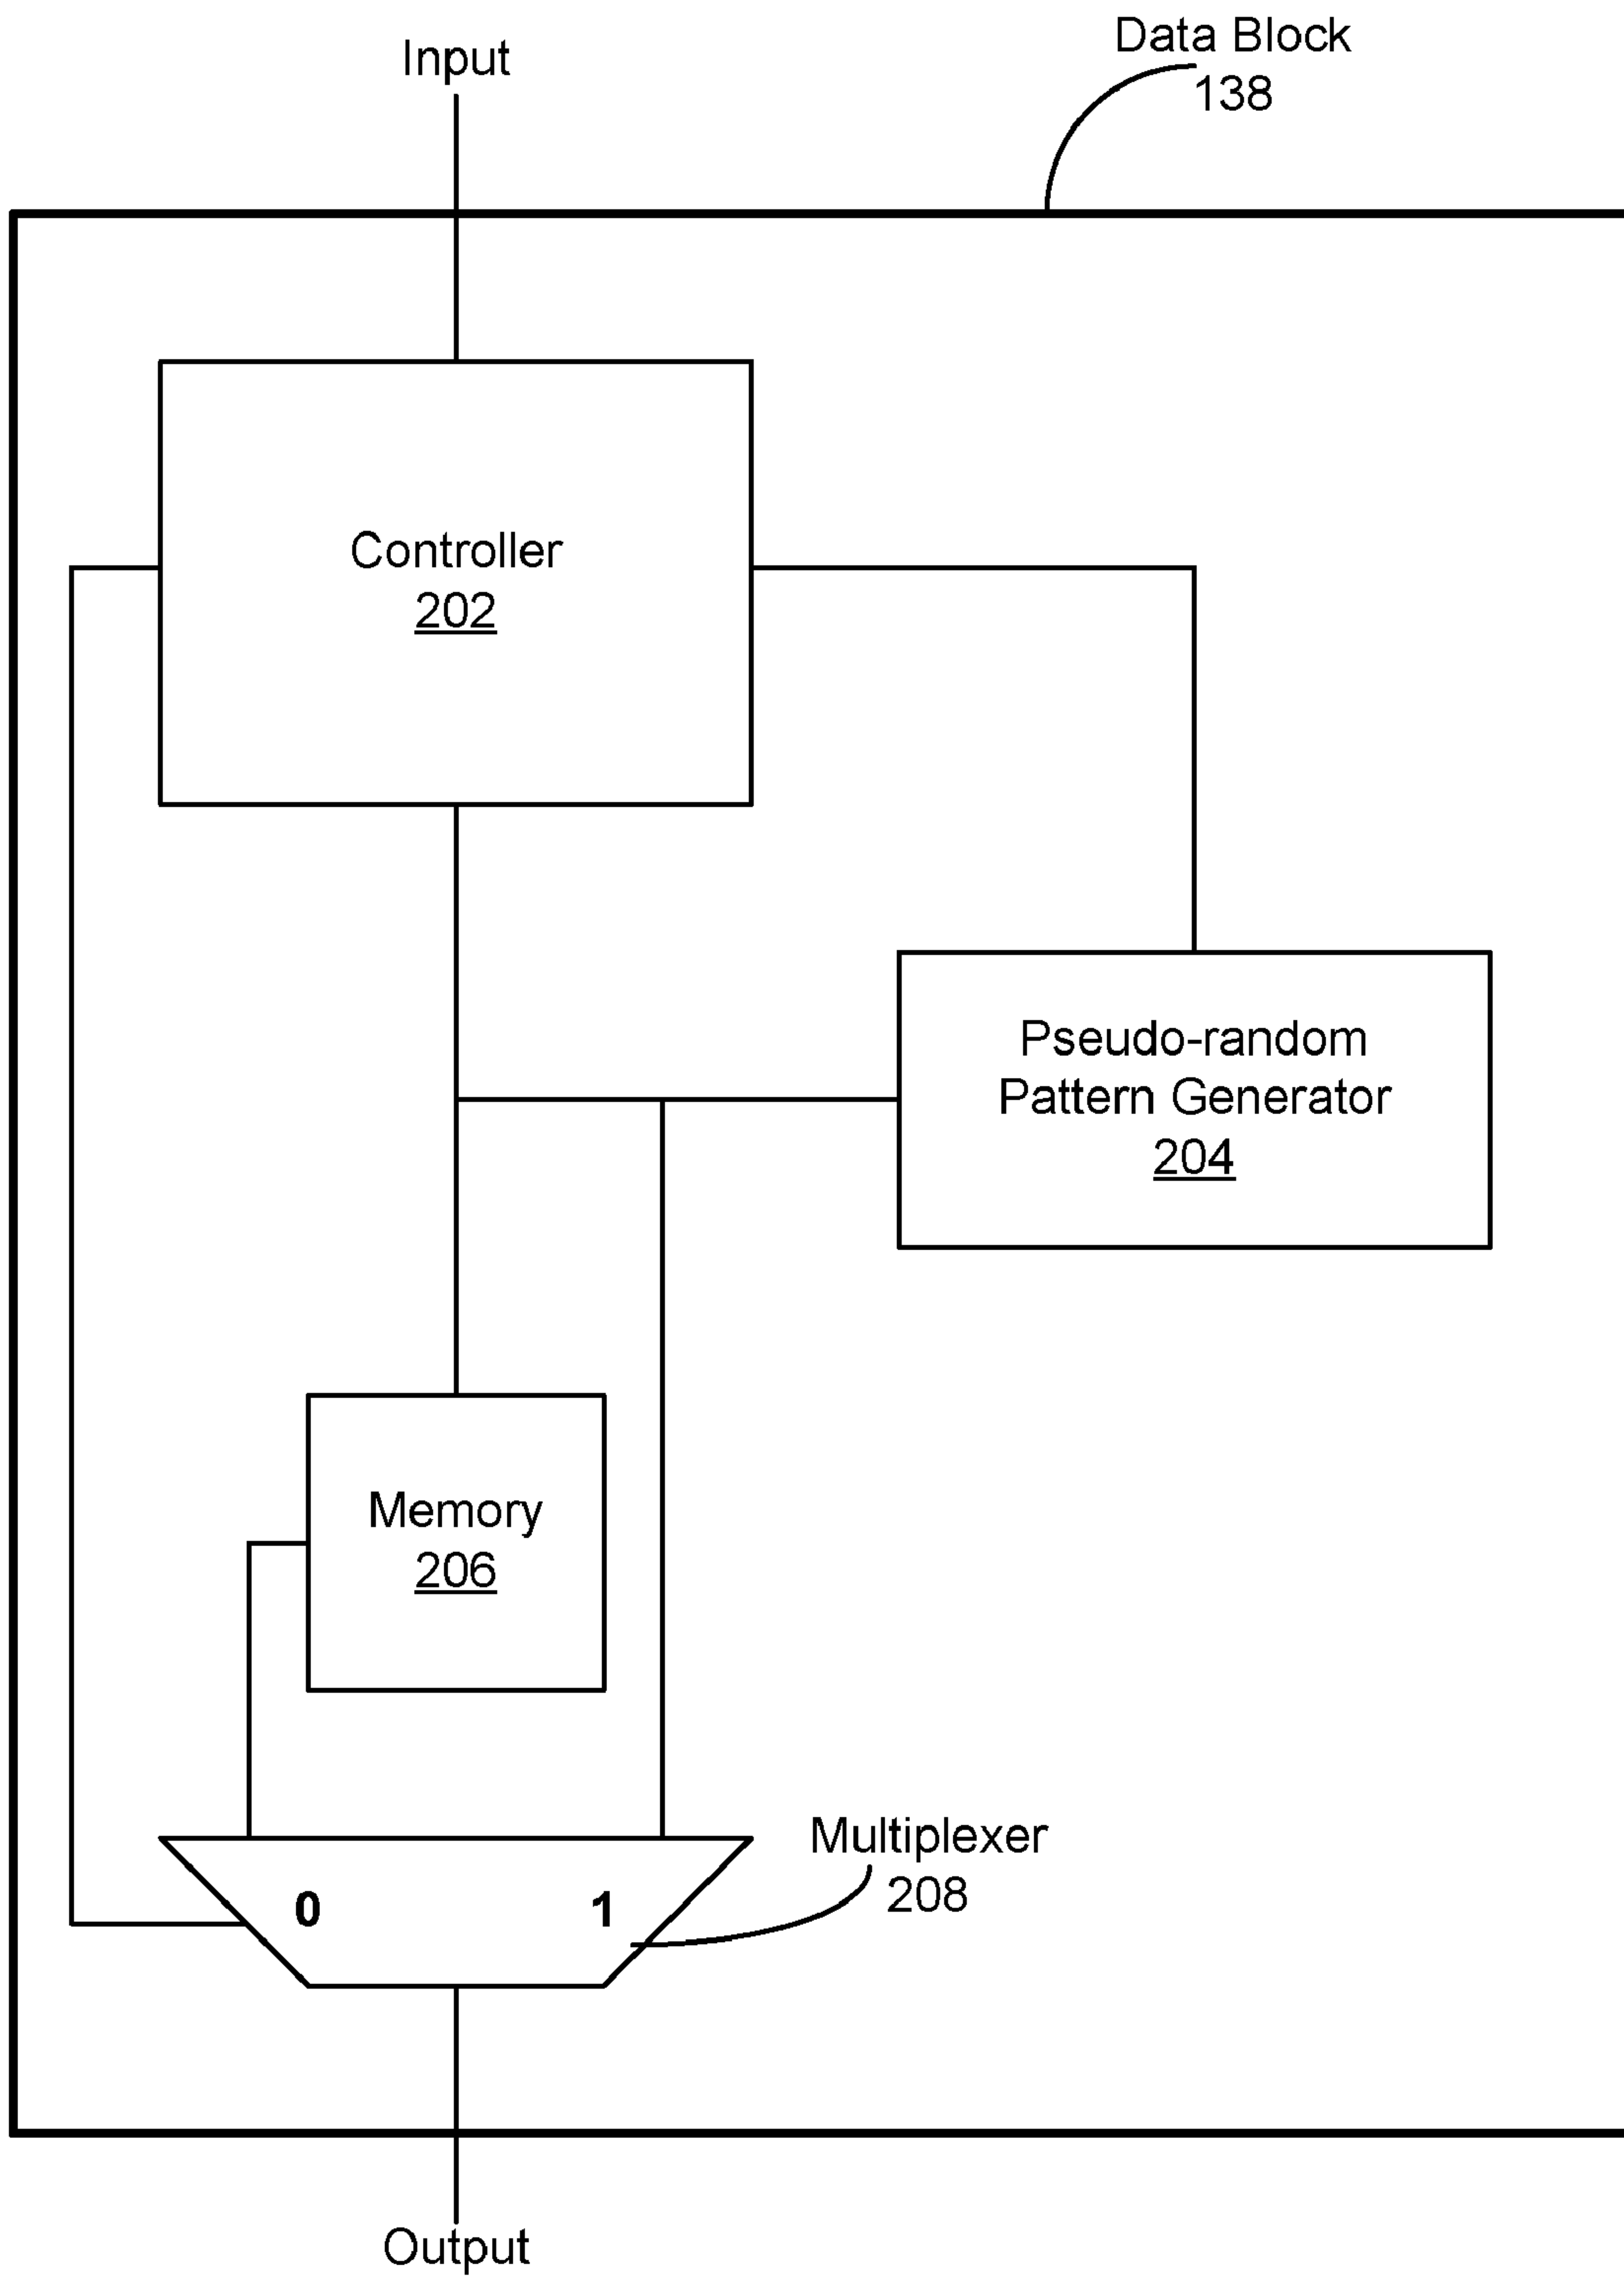 Input
Data Block
138
Controller
202
Pseudo-random
Pattern Generator
204
Memory
206
Multiplexer
208
0
1
Output